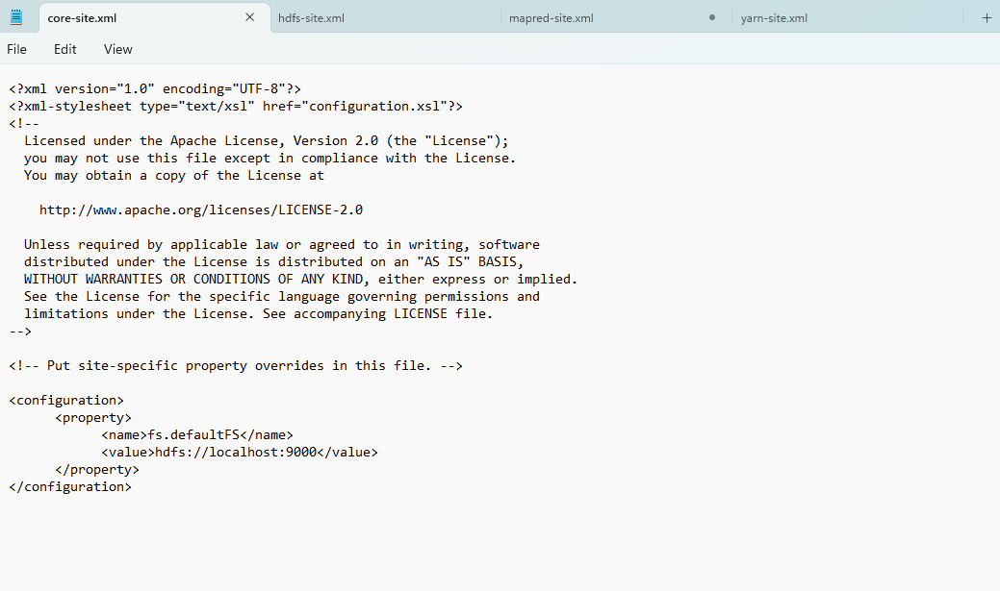 core-site.xml
hdfs-site.xml
mapred-site.xml
yarn-site.xml
File Edit View
<?xml version="1.0" encoding="UTF-8"?>
<?xml-stylesheet type="text/xsl" href="configuration.xsl"?>
<!--
  Licensed under the Apache License, Version 2.0 (the "License");
  you may not use this file except in compliance with the License.
  You may obtain a copy of the License at

    http://www.apache.org/licenses/LICENSE-2.0

  Unless required by applicable law or agreed to in writing, software
  distributed under the License is distributed on an "AS IS" BASIS,
  WITHOUT WARRANTIES OR CONDITIONS OF ANY KIND, either express or implied.
  See the License for the specific language governing permissions and
  limitations under the License. See accompanying LICENSE file.
-->

<!-- Put site-specific property overrides in this file. -->

<configuration>
      <property>
            <name>fs.defaultFS</name>
            <value>hdfs://localhost:9000</value>
      </property>
</configuration>